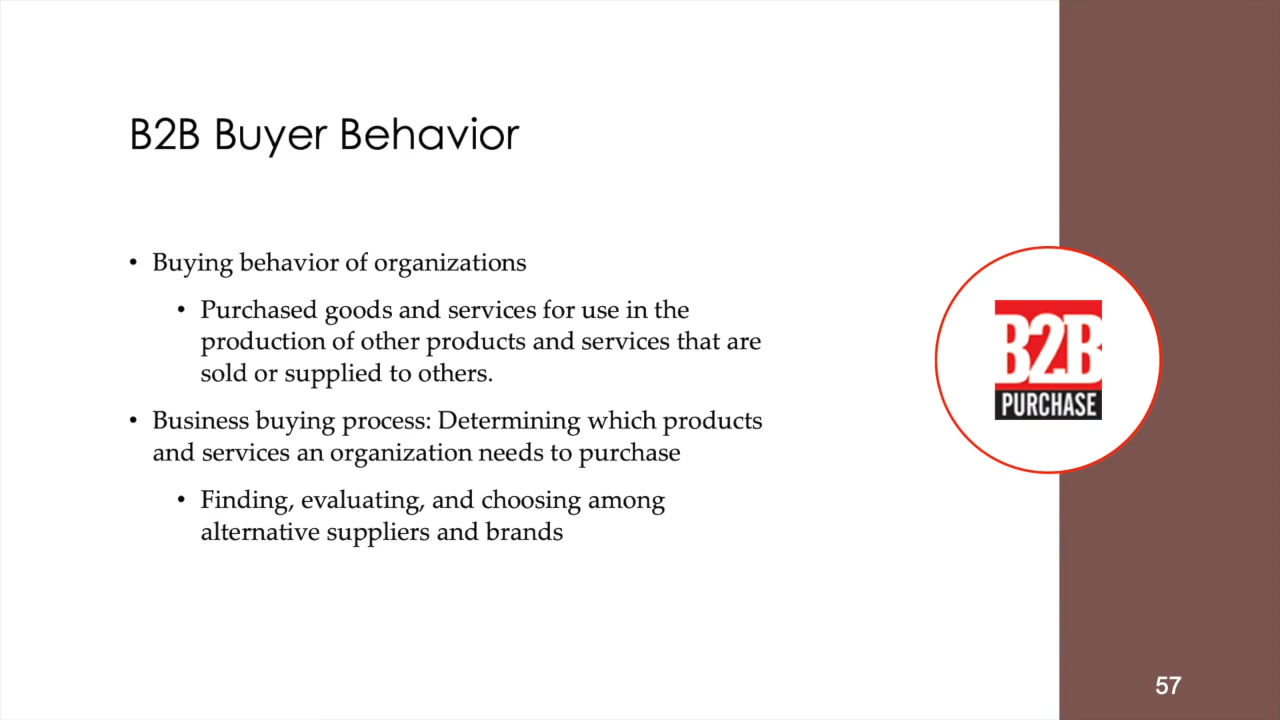 B2B Buyer Behavior
• Buying behavior of organizations
• Purchased goods and services for use in the
production of other products and services that are
sold or supplied to others.
• Business buying process: Determining which products
and services an organization needs to purchase
• Finding, evaluating, and choosing among
alternative suppliers and brands
B2B
PURCHASE
57